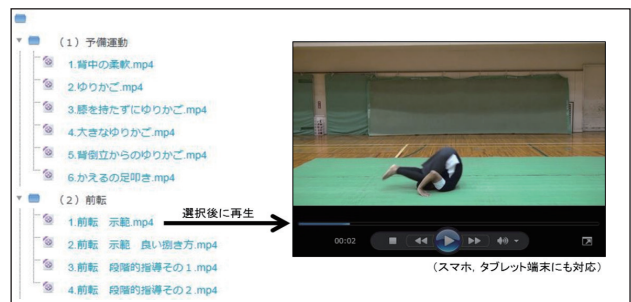 （1）予備運動
1.背中の柔軟.mp4
2.ゆりかご.mp4
3.膝を持たずにゆりかご.mp4
4.大きなゆりかご.mp4
5.背倒立からのゆりかご.mp4
6.かえるの足叩き.mp4
（2）前転
1.前転　示範.mp4
選択後に再生
2.前転　示範　良い掛き方.mp4
3.前転　段階的指導その１.mp4
4.前転　段階的指導その２.mp4
00:02
（スマホ，タブレット端末にも対応）